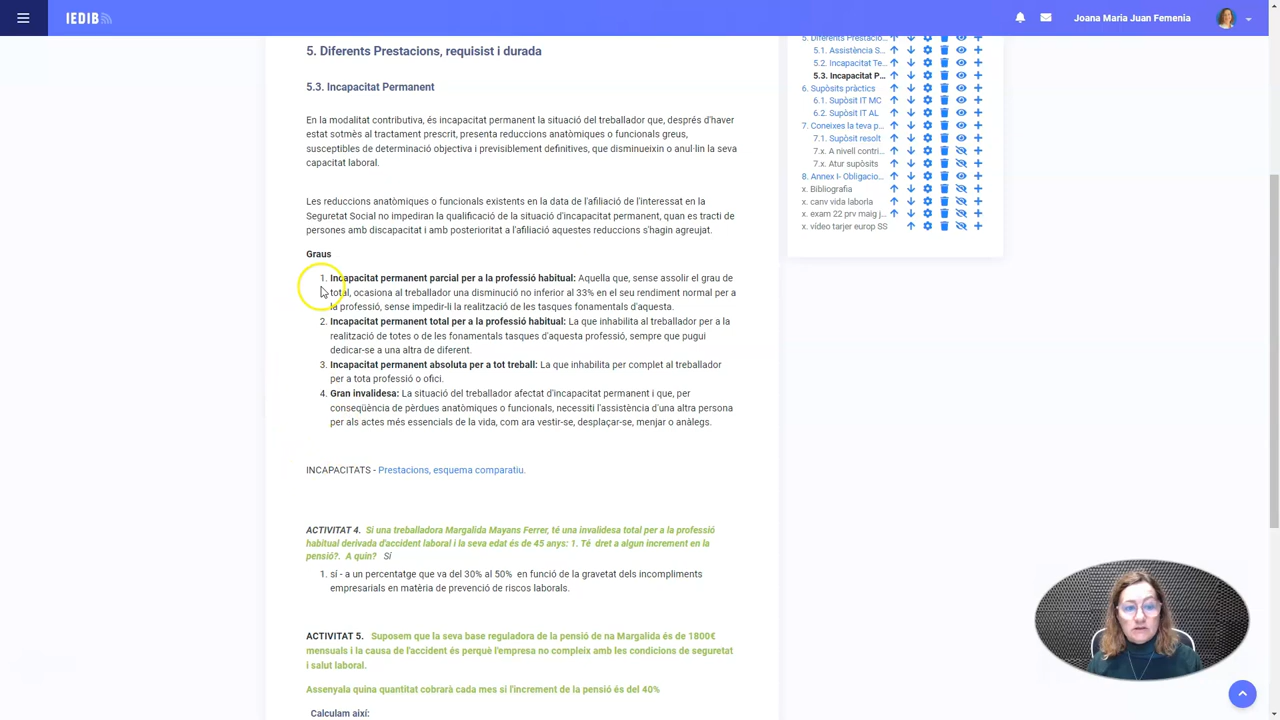 IEDIB
Joana Maria Juan Femenia
5. Diferents Prestacions, requisist i durada
5.3. Incapacitat Permanent
En la modalitat contributiva, és incapacitat permanent la situació del treballador que, després d'haver
estat sotmès al tractament prescrit, presenta reduccions anatòmiques o funcionals greus,
susceptibles de determinació objectiva i previsiblement definitives, que disminueixin o anul·lin la seva
capacitat laboral.
Les reduccions anatòmiques o funcionals existents en la data de l'afiliació de l'interessat en la
Seguretat Social no impediran la qualificació de la situació d'incapacitat permanent, quan es tracti de
persones amb discapacitat i amb posterioritat a l'afiliació aquestes reduccions s'hagin agreujat.
Graus
1. Incapacitat permanent parcial per a la professió habitual: Aquella que, sense assolir el grau de
total, ocasiona al treballador una disminució no inferior al 33% en el seu rendiment normal per a
la professió, sense impedir-li la realització de les tasques fonamentals d'aquesta.
2. Incapacitat permanent total per a la professió habitual: La que inhabilita al treballador per a la
realització de totes o de les fonamentals tasques d'aquesta professió, sempre que pugui
dedicar-se a una altra de diferent.
3. Incapacitat permanent absoluta per a tot treball: La que inhabilita per complet al treballador
per a tota professió o ofici.
4. Gran invalidesa: La situació del treballador afectat d'incapacitat permanent i que, per
conseqüència de pèrdues anatòmiques o funcionals, necessiti l'assistència d'una altra persona
per als actes més essencials de la vida, com ara vestir-se, desplaçar-se, menjar o anàlegs.
INCAPACITATS - Prestacions, esquema comparatiu.
ACTIVITAT 4. Si una treballadora Margalida Mayans Ferrer, té una invalidesa total per a la professió
habitual derivada d'accident laboral i la seva edat és de 45 anys: 1. Té dret a algun increment en la
pensió?. A quin? Sí
1. sí - a un percentatge que va del 30% al 50% en funció de la gravetat dels incompliments
empresarials en matèria de prevenció de riscos laborals.
ACTIVITAT 5. Suposem que la seva base reguladora de la pensió de na Margalida és de 1800€
mensuals i la causa de l'accident és perquè l'empresa no compleix amb les condicions de seguretat
i salut laboral.
Assenyala quina quantitat cobrarà cada mes si l'increment de la pensió és del 40%
Calculam així:
5. Diferents Prestacio...
5.1. Assistència S...
5.2. Incapacitat Te...
5.3. Incapacitat P...
6. Supòsits pràctics
6.1. Supòsit IT MC
6.2. Supòsit IT AL
7. Coneixes la teva p...
7.1. Supòsit resolt
7.x. A nivell contri...
7.x. Atur supòsits
8. Annex I- Obligacio...
x. Bibliografia
x. canv vida laborla
x. exam 22 prv maig j...
x. vídeo tarjer europ SS